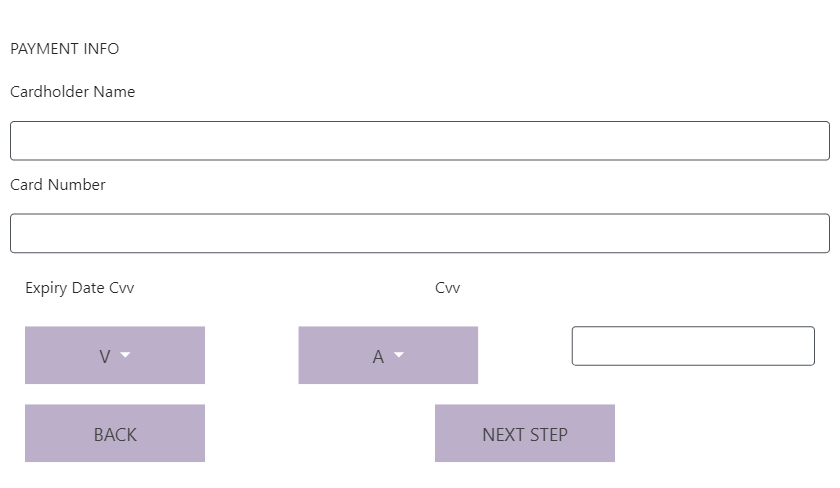 PAYMENT INFO
Cardholder Name
Card Number
Expiry Date Cvv Cvv
V A
BACK NEXT STEP